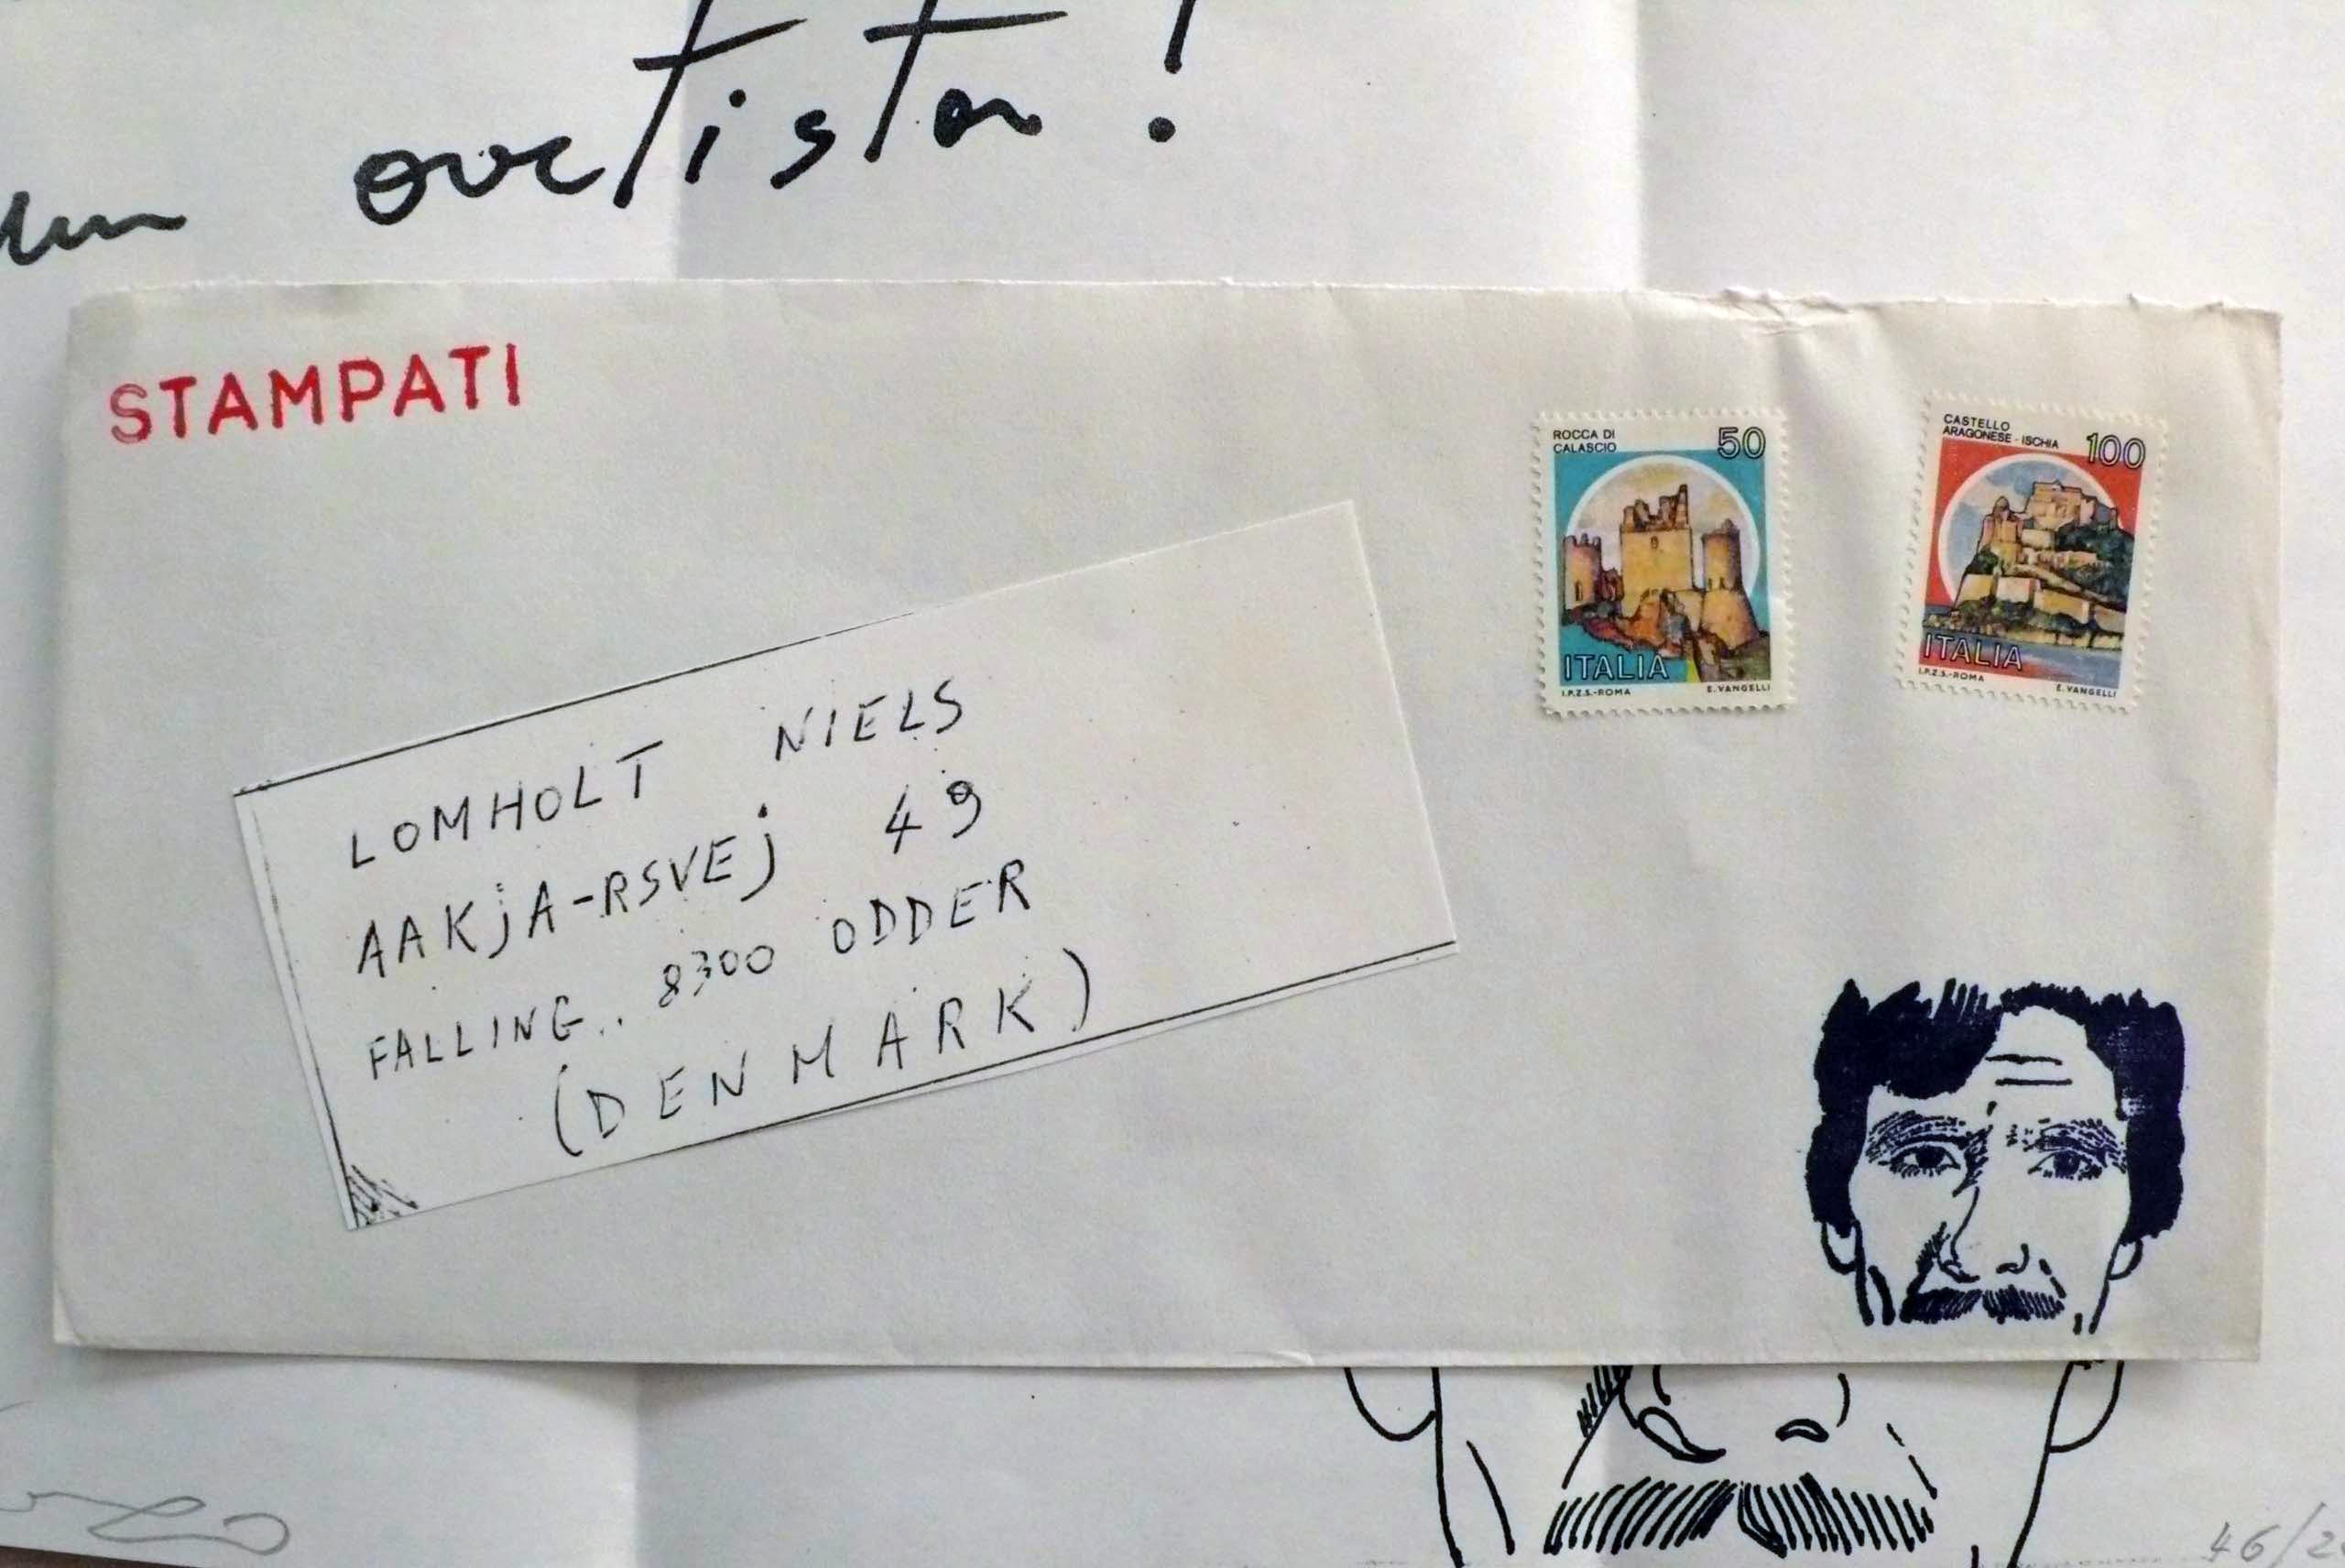 un artista!
STAMPATI
ROCCA DI
CALASCIO
50
ITALIA
I.P.Z.S.-ROMA E. VANGELLI
CASTELLO
ARAGONESE - ISCHIA
100
ITALIA
I.P.Z.S.-ROMA E. VANGELLI
LOMHOLT NIELS
AAKjA-RSVEj 49
FALLING.. 8300 ODDER
(DENMARK)
46/2